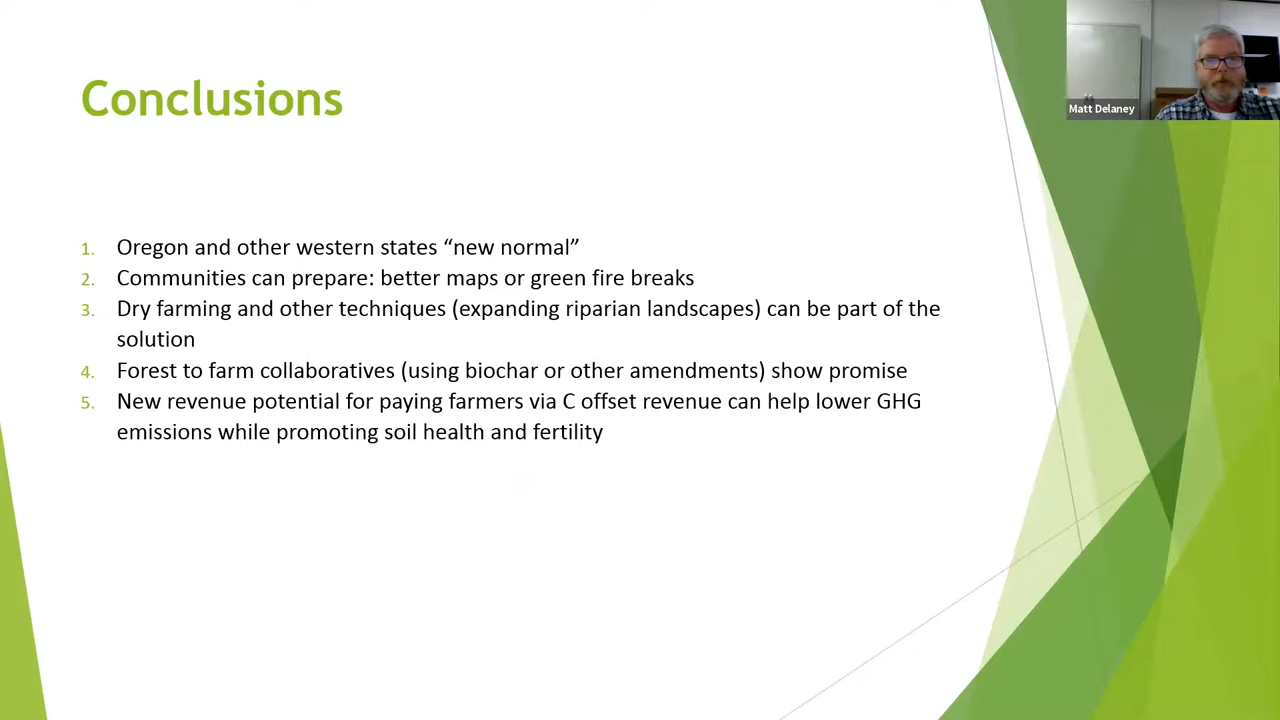 Conclusions
Matt Delaney
1. Oregon and other western states “new normal”
2. Communities can prepare: better maps or green fire breaks
3. Dry farming and other techniques (expanding riparian landscapes) can be part of the
solution
4. Forest to farm collaboratives (using biochar or other amendments) show promise
5. New revenue potential for paying farmers via C offset revenue can help lower GHG
emissions while promoting soil health and fertility